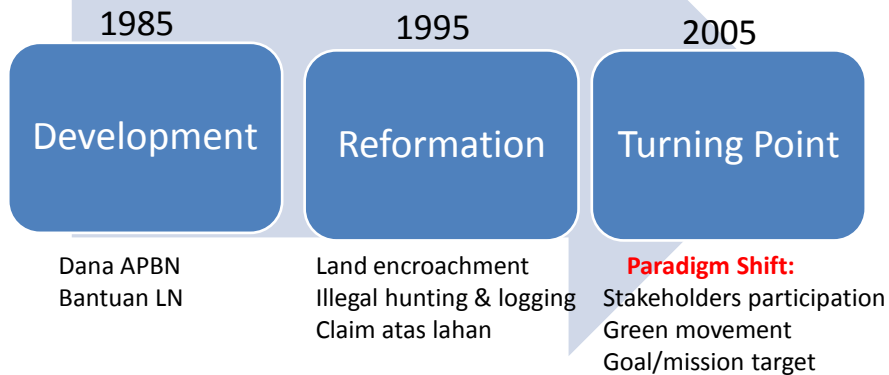 1985
Development
Dana APBN
Bantuan LN
1995
Reformation
Land encroachment
Illegal hunting & logging
Claim atas lahan
2005
Turning Point
Paradigm Shift:
Stakeholders participation
Green movement
Goal/mission target